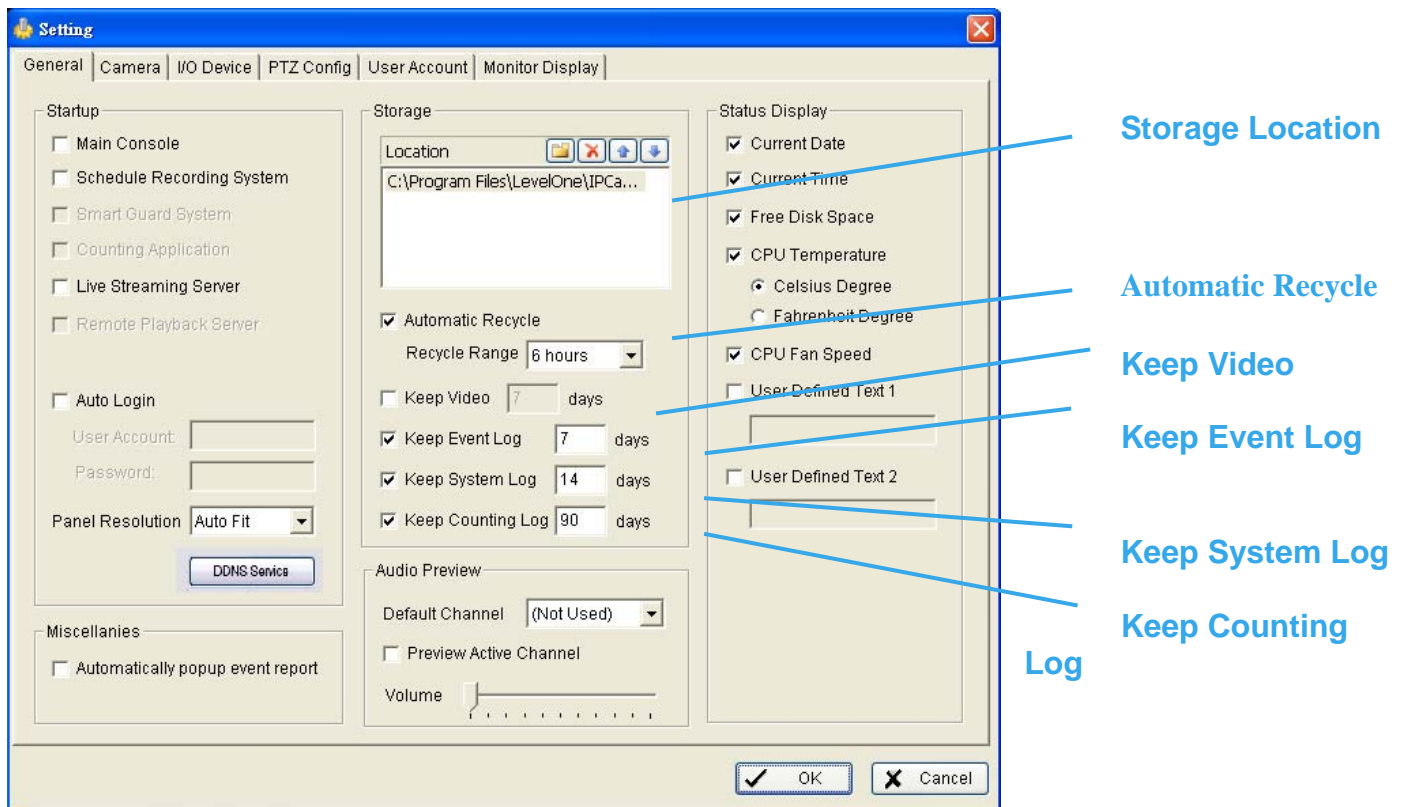 Setting
General
Camera
I/O Device
PTZ Config
User Account
Monitor Display
Startup
Main Console
Schedule Recording System
Smart Guard System
Counting Application
Live Streaming Server
Remote Playback Server
Auto Login
User Account:
Password:
Panel Resolution Auto Fit
DDNS Service
Miscellanies
Automatically popup event report
Storage
Location
C:\Program Files\LevelOne\IPCa...
Automatic Recycle
Recycle Range 6 hours
Keep Video 7 days
Keep Event Log 7 days
Keep System Log 14 days
Keep Counting Log 90 days
Audio Preview
Default Channel (Not Used)
Preview Active Channel
Volume
Status Display
Current Date
Current Time
Free Disk Space
CPU Temperature
Celsius Degree
Fahrenheit Degree
CPU Fan Speed
User Defined Text 1
User Defined Text 2
OK
Cancel
Storage Location
Automatic Recycle
Keep Video
Keep Event Log
Keep System Log
Keep Counting
Log